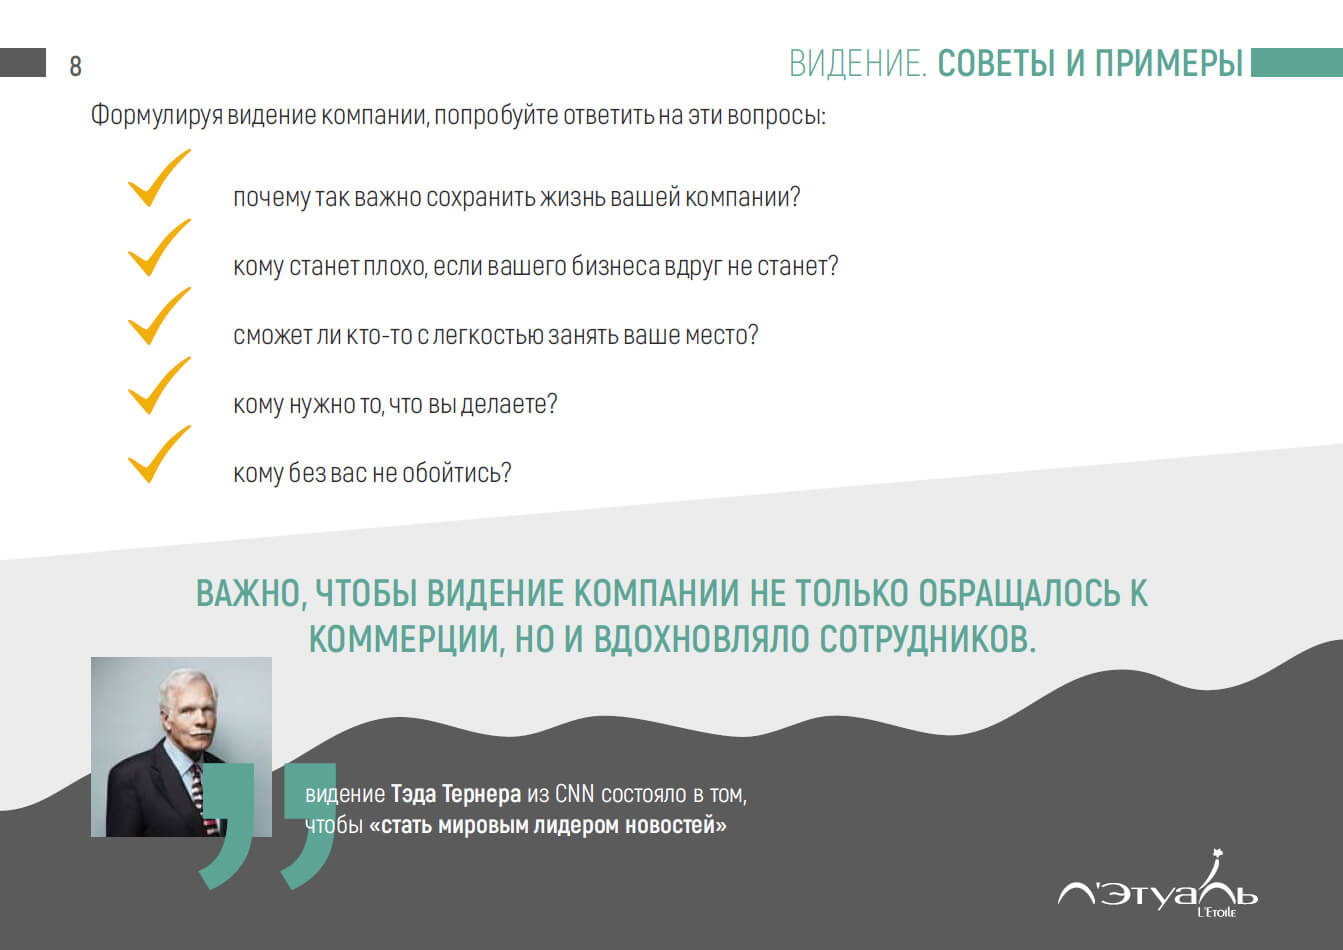 8
ВИДЕНИЕ. СОВЕТЫ И ПРИМЕРЫ
Формулируя видение компании, попробуйте ответить на эти вопросы:
почему так важно сохранить жизнь вашей компании?
кому станет плохо, если вашего бизнеса вдруг не станет?
сможет ли кто-то с легкостью занять ваше место?
кому нужно то, что вы делаете?
кому без вас не обойтись?
ВАЖНО, ЧТОБЫ ВИДЕНИЕ КОМПАНИИ НЕ ТОЛЬКО ОБРАЩАЛОСЬ К
КОММЕРЦИИ, НО И ВДОХНОВЛЯЛО СОТРУДНИКОВ.
”
видение Тэда Тернера из CNN состояло в том,
чтобы «стать мировым лидером новостей»
Л'Этуаль
L'Etoile